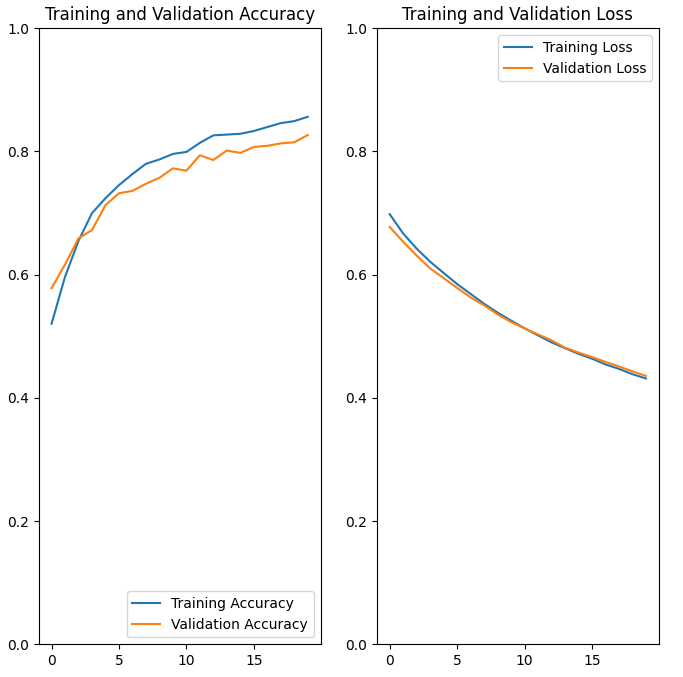 Training and Validation Accuracy
1.0
0.8
0.6
0.4
0.2
0.0
0 5 10 15
Training Accuracy
Validation Accuracy
Training and Validation Loss
1.0
0.8
0.6
0.4
0.2
0.0
0 5 10 15
Training Loss
Validation Loss